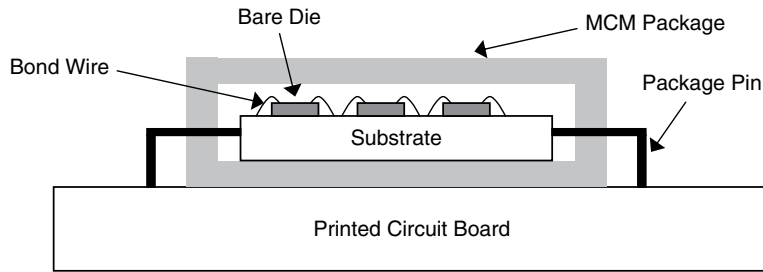 Bare Die
MCM Package
Bond Wire
Package Pin
Substrate
Printed Circuit Board